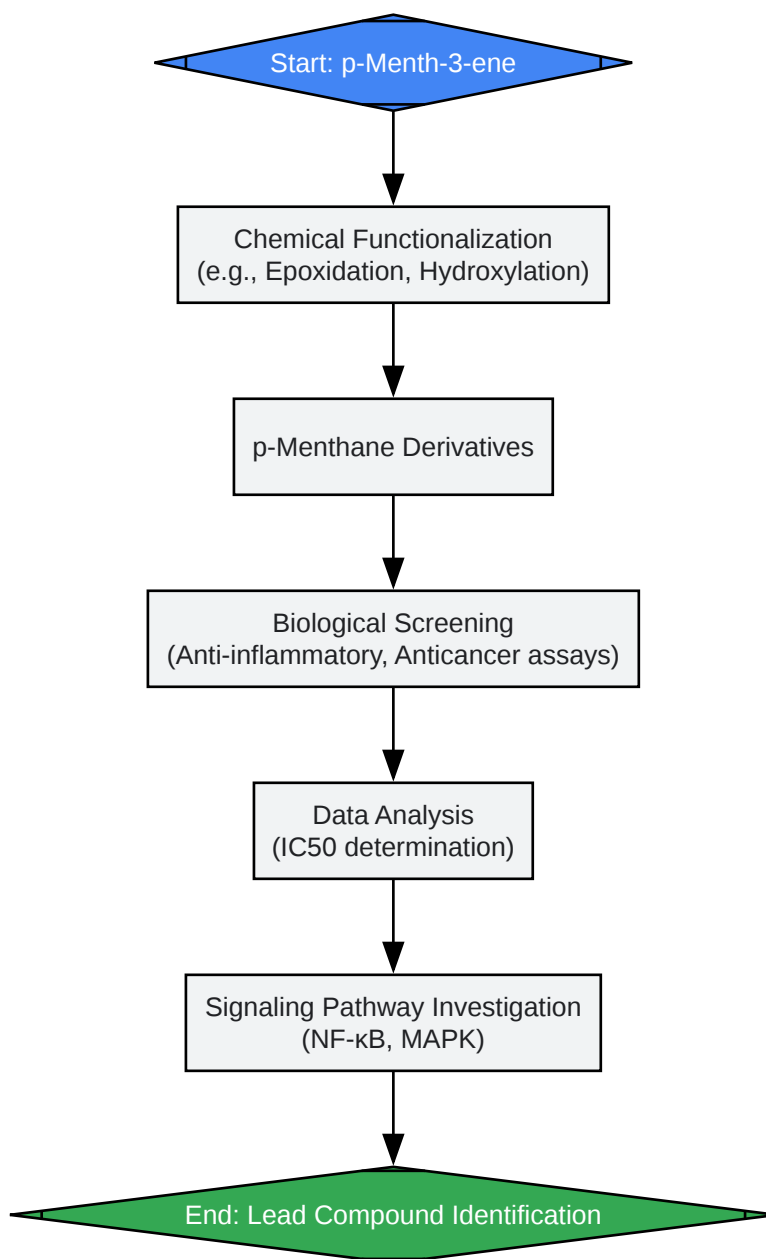 Start: p-Menth-3-ene
Chemical Functionalization
(e.g., Epoxidation, Hydroxylation)
p-Menthane Derivatives
Biological Screening
(Anti-inflammatory, Anticancer assays)
Data Analysis
(IC50 determination)
Signaling Pathway Investigation
(NF-κB, MAPK)
End: Lead Compound Identification